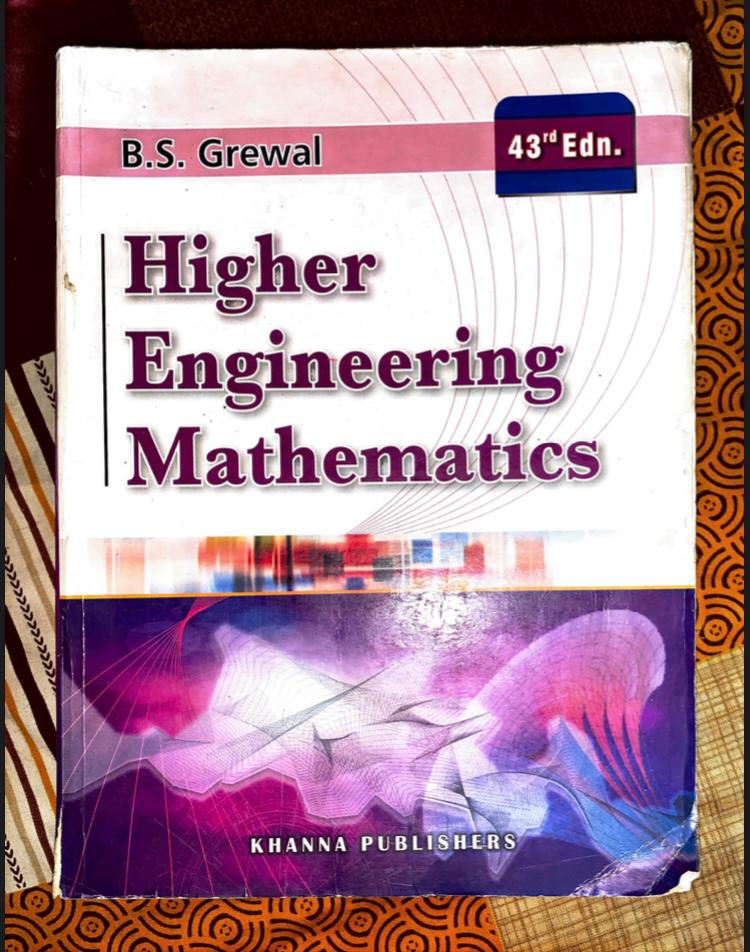 B.S. Grewal
43rd Edn.
Higher
Engineering
Mathematics
KHANNA PUBLISHERS